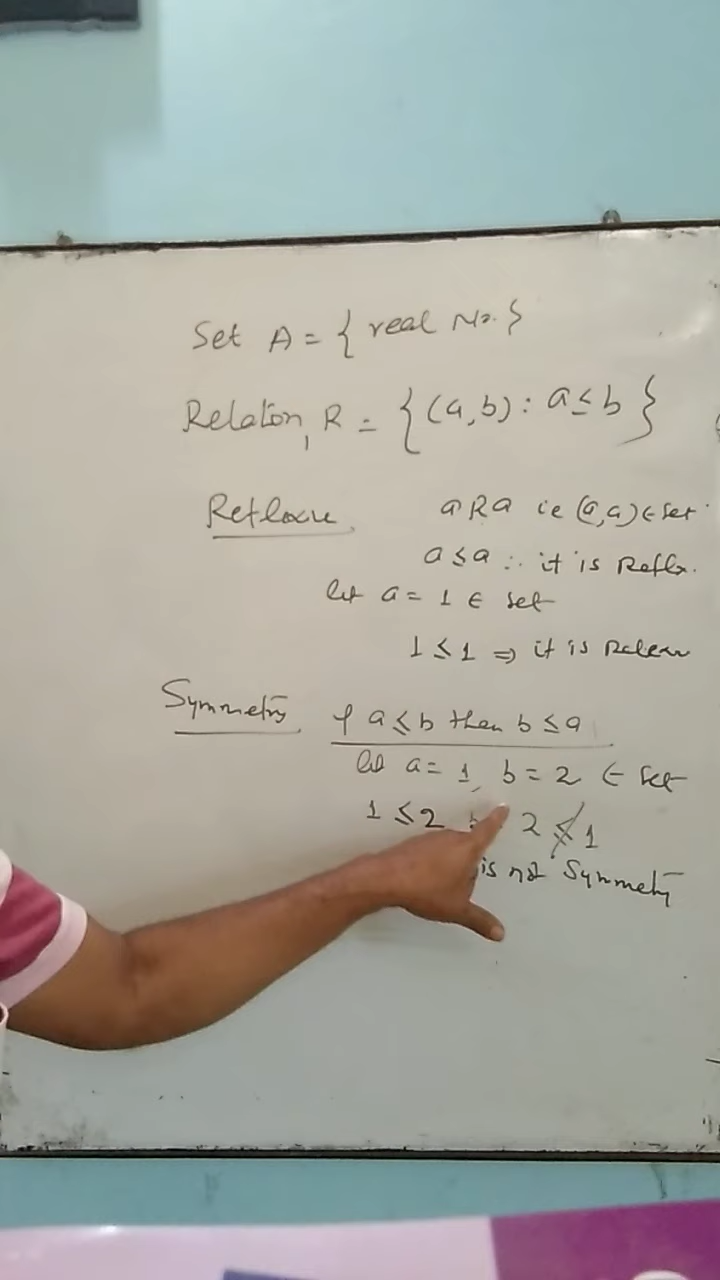 Set A = { real No. }
Relation, R = { (a, b) : a ≤ b }
Reflexive, a R a ie (a, a) ∈ set
a ≤ a ∴ it is Reflx.
let a = 1 ∈ set
1 ≤ 1 ⇒ it is
Symmetry if a ≤ b then b ≤ a
let a = 1, b = 2 ∈ Set
1 ≤ 2 2 ≰ 1
is not Symmetry